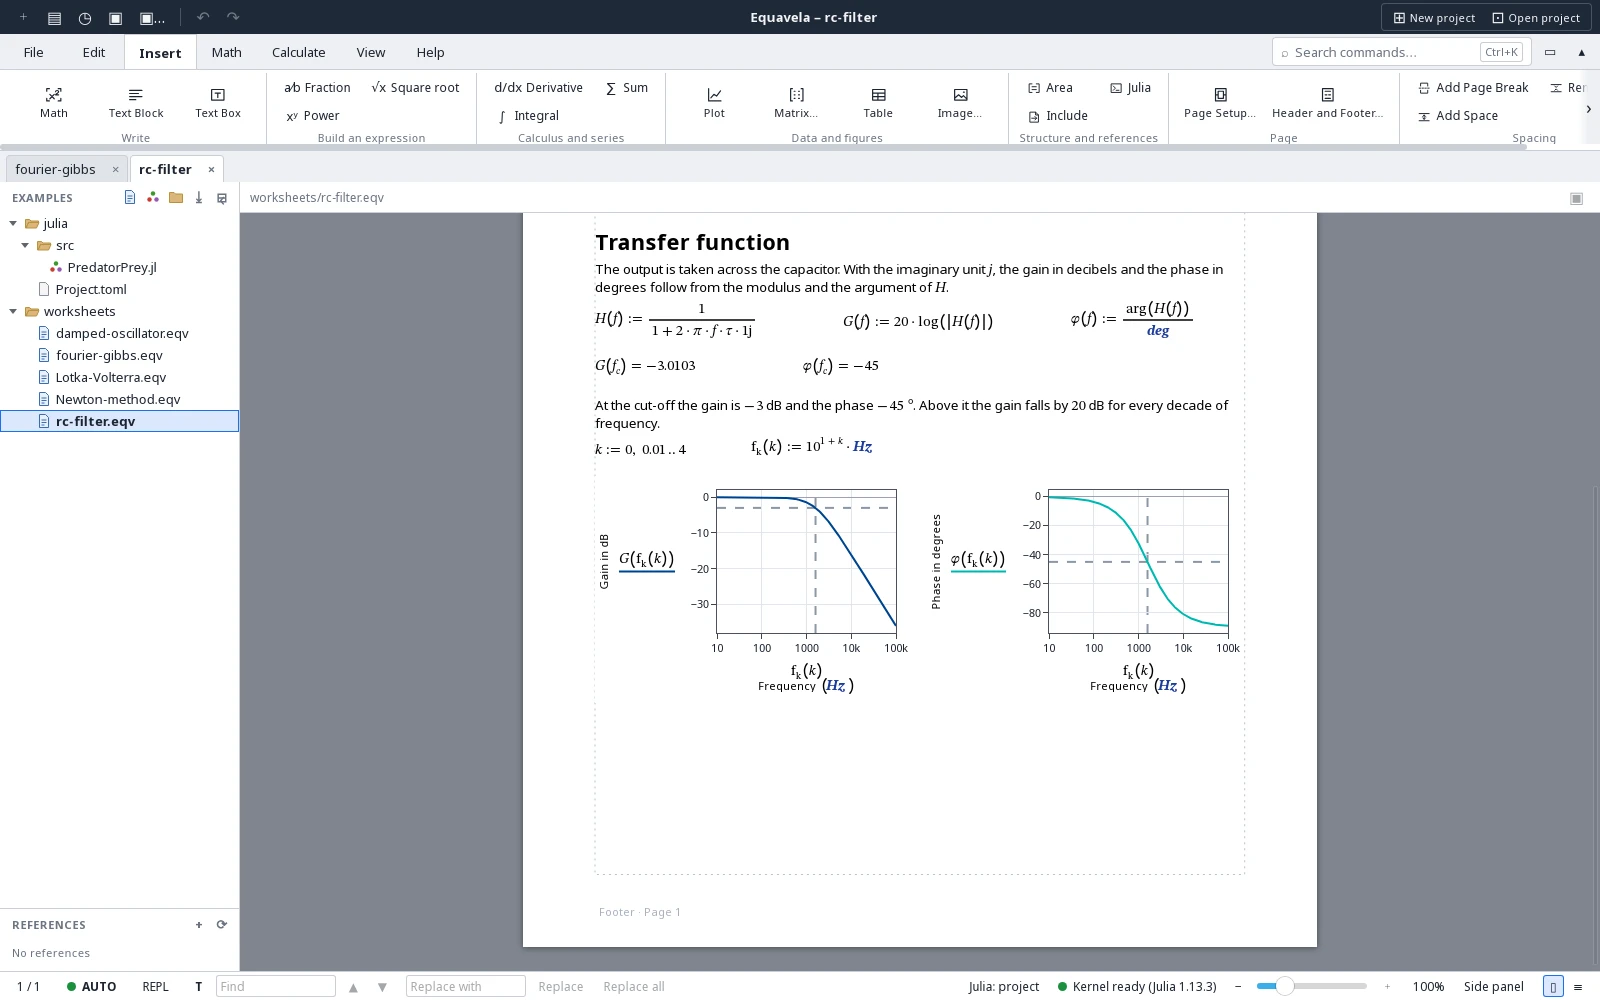 Equavela – rc-filter
New project
Open project
File Edit Insert Math Calculate View Help
Search commands... Ctrl+K
Math Text Block Text Box
Write
a/b Fraction √x Square root
xʸ Power
Build an expression
d/dx Derivative ∑ Sum
∫ Integral
Calculus and series
Plot Matrix... Table Image...
Data and figures
Area Julia
Include
Structure and references
Page Setup... Header and Footer...
Page
Add Page Break
Add Space
Spacing
fourier-gibbs × rc-filter ×
EXAMPLES
worksheets/rc-filter.eqv
julia
src
PredatorPrey.jl
Project.toml
worksheets
damped-oscillator.eqv
fourier-gibbs.eqv
Lotka-Volterra.eqv
Newton-method.eqv
rc-filter.eqv
REFERENCES
No references
Transfer function
The output is taken across the capacitor. With the imaginary unit j, the gain in decibels and the phase in
degrees follow from the modulus and the argument of H.
H(f) := 1 / (1 + 2 · π · f · τ · 1j) G(f) := 20 · log(|H(f)|) φ(f) := arg(H(f)) / deg
G(f_c) = −3.0103 φ(f_c) = −45
At the cut-off the gain is − 3 dB and the phase − 45 °. Above it the gain falls by 20 dB for every decade of
frequency.
k := 0, 0.01 .. 4 f_k(k) := 10^(1 + k) · Hz
Gain in dB
G(f_k(k))
0
−10
−20
−30
10 100 1000 10k 100k
f_k(k)
Frequency (Hz)
Phase in degrees
φ(f_k(k))
0
−20
−40
−60
−80
10 100 1000 10k 100k
f_k(k)
Frequency (Hz)
Footer · Page 1
1 / 1 AUTO REPL T Find Replace with Replace Replace all Julia: project Kernel ready (Julia 1.13.3) − + 100% Side panel